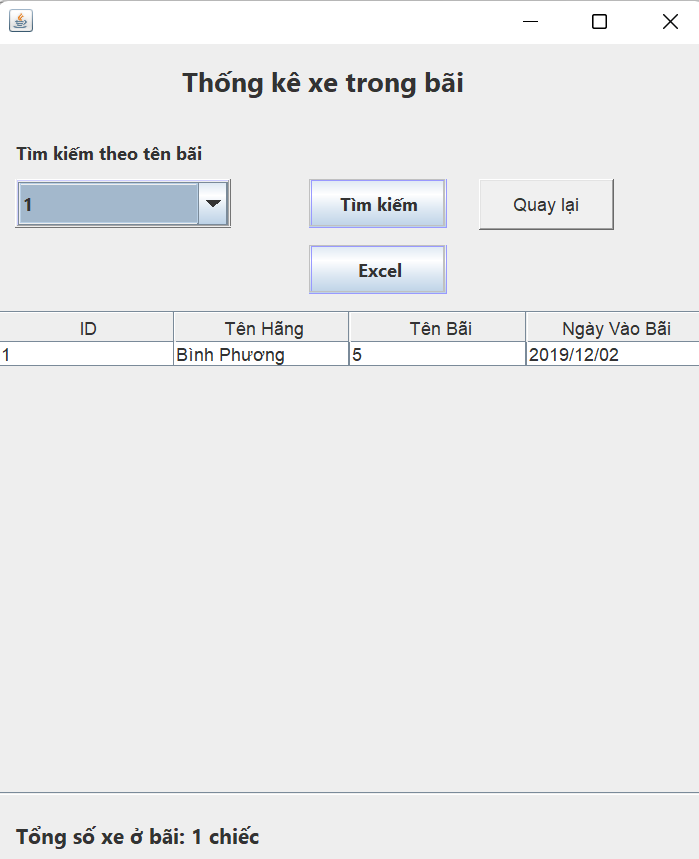 Thống kê xe trong bãi
Tìm kiếm theo tên bãi
1
Tìm kiếm
Quay lại
Excel
ID Tên Hãng Tên Bãi Ngày Vào Bãi
1 Bình Phương 5 2019/12/02
Tổng số xe ở bãi: 1 chiếc